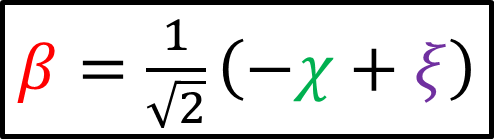 β = 1/√2 (−χ + ξ)